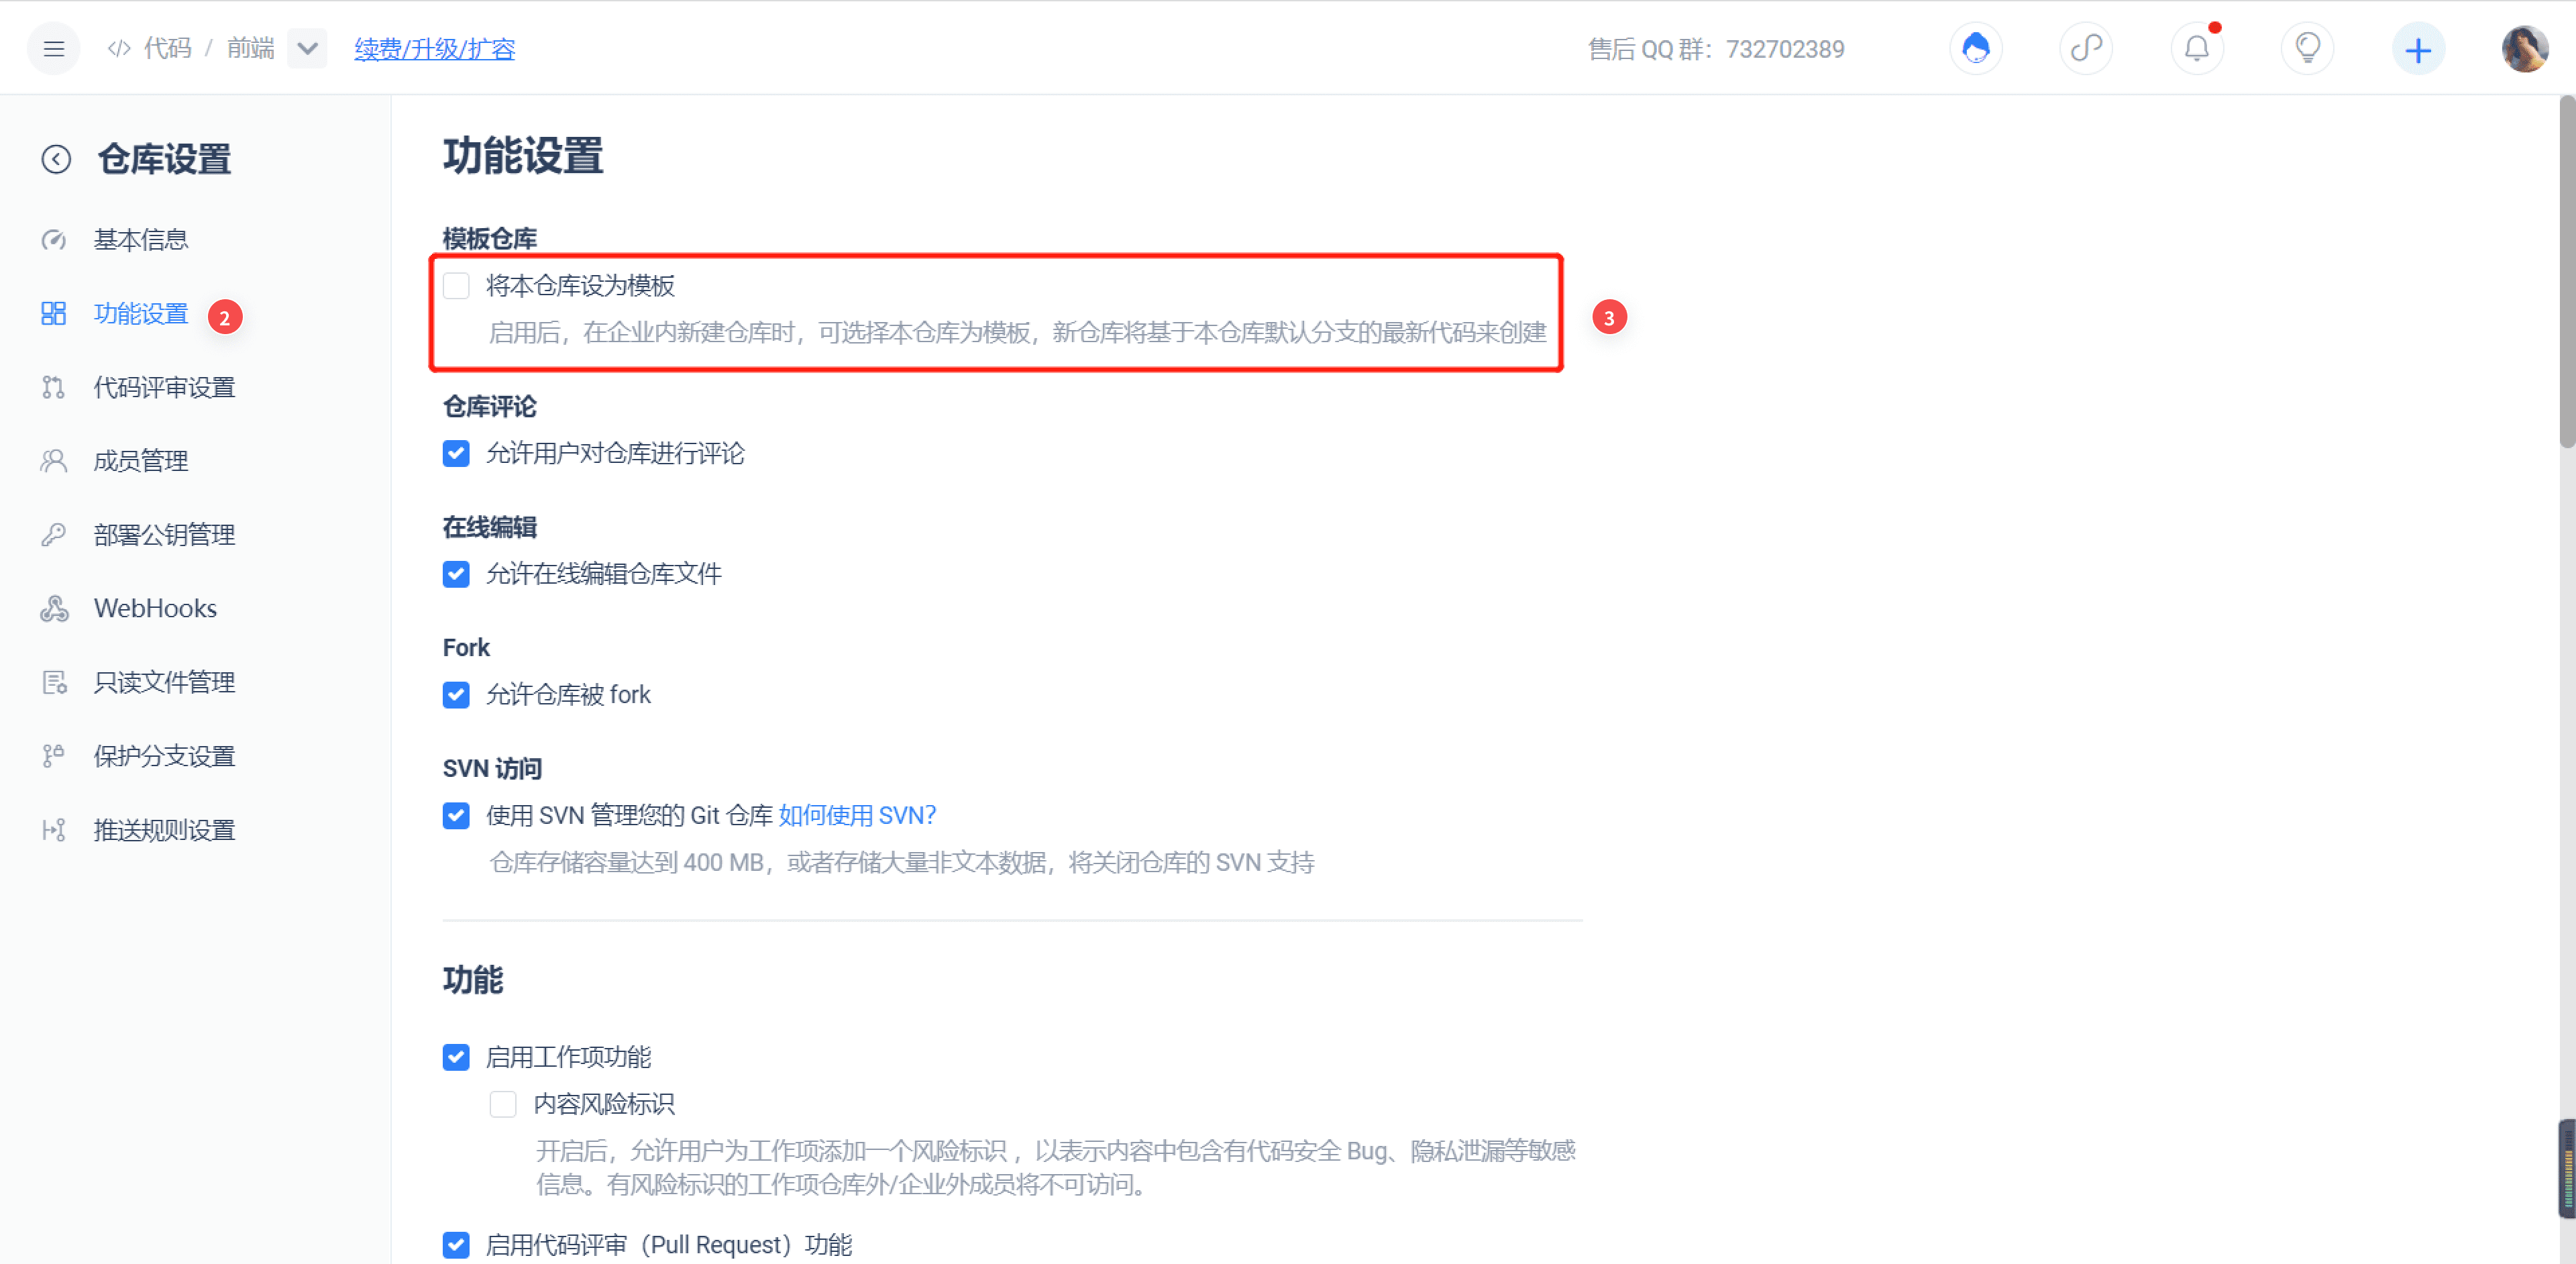 代码 / 前端
续费/升级/扩容
售后 QQ 群：732702389
仓库设置
基本信息
功能设置
2
代码评审设置
成员管理
部署公钥管理
WebHooks
只读文件管理
保护分支设置
推送规则设置
功能设置
模板仓库
将本仓库设为模板
启用后，在企业内新建仓库时，可选择本仓库为模板，新仓库将基于本仓库默认分支的最新代码来创建
3
仓库评论
允许用户对仓库进行评论
在线编辑
允许在线编辑仓库文件
Fork
允许仓库被 fork
SVN 访问
使用 SVN 管理您的 Git 仓库 如何使用 SVN?
仓库存储容量达到 400 MB，或者存储大量非文本数据，将关闭仓库的 SVN 支持
功能
启用工作项功能
内容风险标识
开启后，允许用户为工作项添加一个风险标识 ，以表示内容中包含有代码安全 Bug、隐私泄漏等敏感
信息。有风险标识的工作项仓库外/企业外成员将不可访问。
启用代码评审（Pull Request）功能